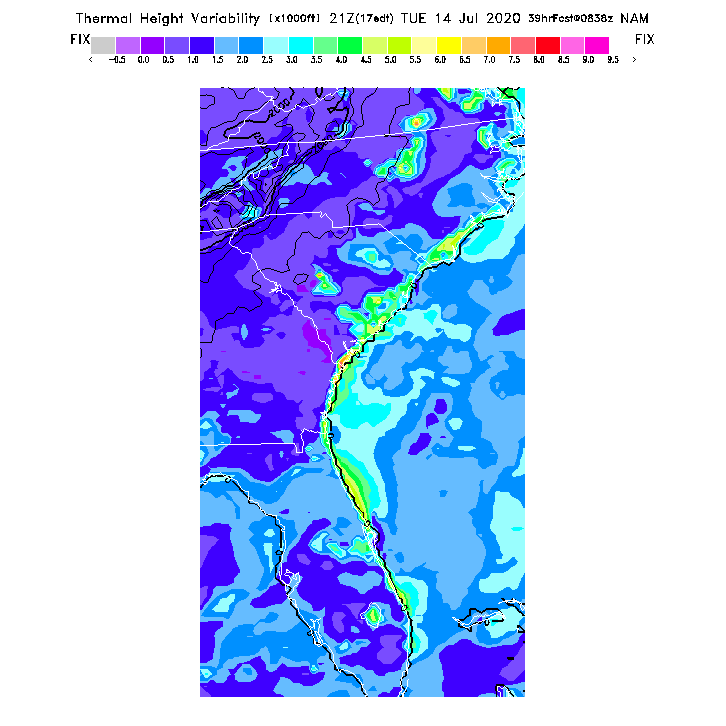 Thermal Height Variability [x1000ft] 21Z(17edt) TUE 14 Jul 2020 39hrFcst@0838z NAM
FIX FIX
< -0.5 0.0 0.5 1.0 1.5 2.0 2.5 3.0 3.5 4.0 4.5 5.0 5.5 6.0 6.5 7.0 7.5 8.0 8.5 9.0 9.5 >